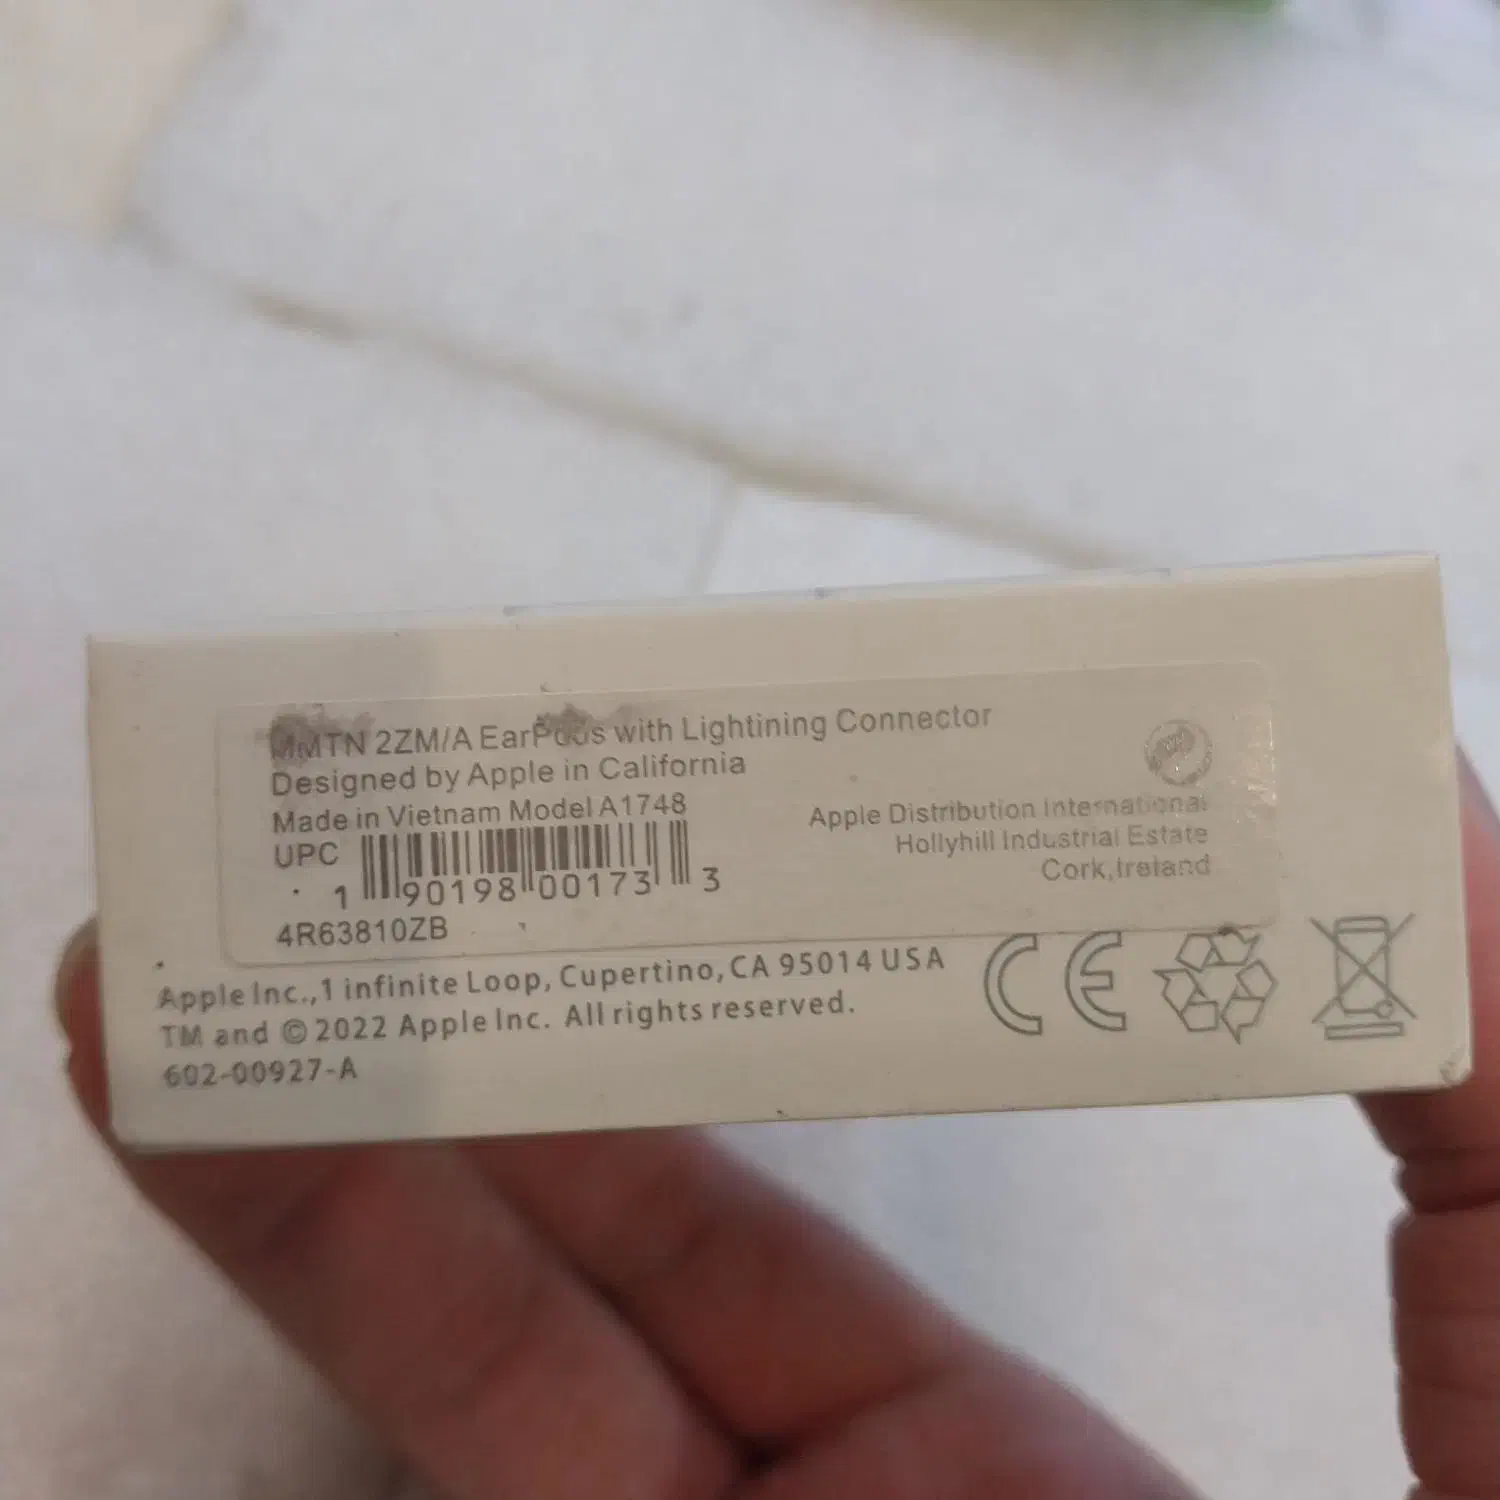 MMTN 2ZM/A EarPods with Lightining Connector
Designed by Apple in California
Made in Vietnam Model A1748
UPC
1 90198 00173 3
4R63810ZB
Apple Distribution International
Hollyhill Industrial Estate
Cork,Ireland
Apple Inc.,1 infinite Loop, Cupertino, CA 95014 USA
TM and © 2022 Apple Inc. All rights reserved.
602-00927-A
CE